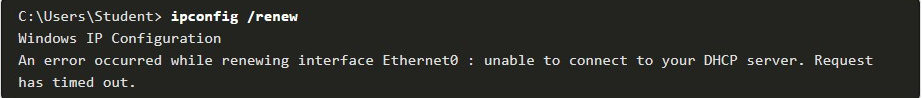 C:\Users\Student> ipconfig /renew
Windows IP Configuration
An error occurred while renewing interface Ethernet0 : unable to connect to your DHCP server. Request
has timed out.